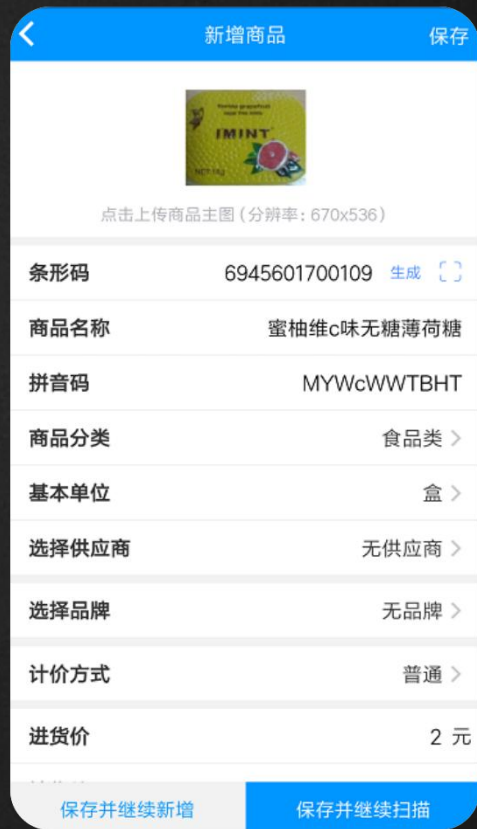 新增商品
保存
Florida grapefruit
IMINT
点击上传商品主图(分辨率:670x536)
条形码 6945601700109 生成
商品名称 蜜柚维c味无糖薄荷糖
拼音码 MYWcWWTBHT
商品分类 食品类
基本单位 盒
选择供应商 无供应商
选择品牌 无品牌
计价方式 普通
进货价 2 元
保存并继续新增 保存并继续扫描